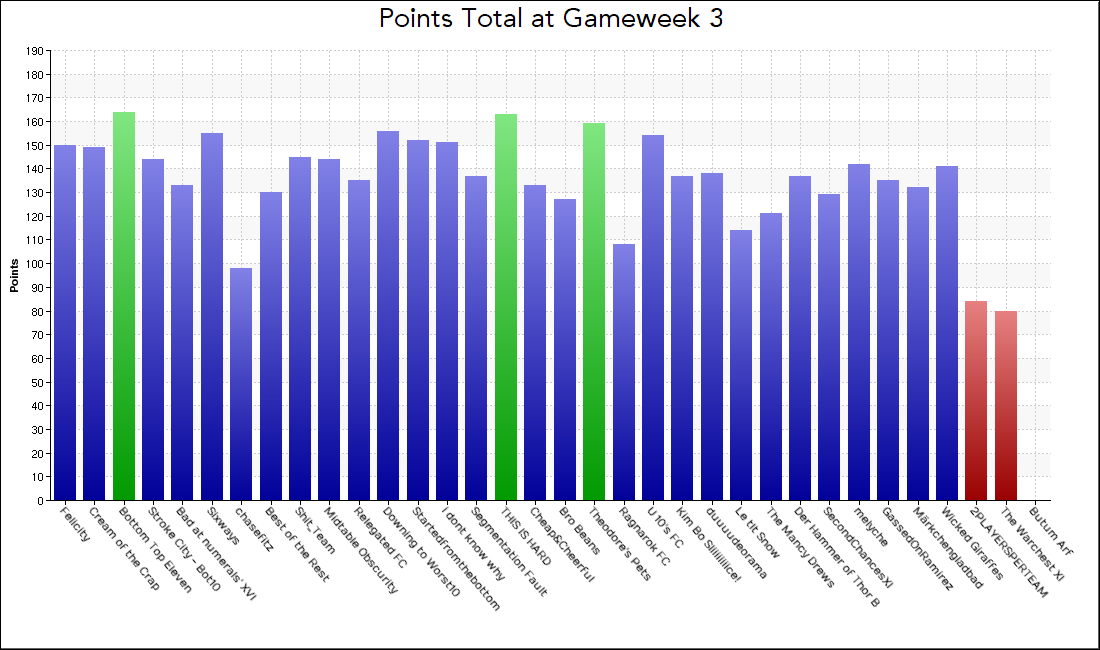 Points Total at Gameweek 3
190
180
170
160
150
140
130
120
110
100
90
80
70
60
50
40
30
20
10
0
Points
Felicity
Cream of the Crap
Bottom Top Eleven
Stroke City - Bot10
Bad at numerals' XVI
Sixways
chasefitz
Best of the Rest
Shit_Team
Midtable Obscurity
Relegated FC
Downing to Worst10
Startedfromthebottom
I dont know why
Segmentation Fault
THIS IS HARD
Cheap&Cheerful
Bro Beans
Theodore's Pets
Ragnarok FC
U10's FC
duuuudeorama
Le tit Snow
The Mancy Drews
Der Hammer of Thor B
SecondChancesXI
melyche
GassedOnRamirez
Märkchengladbad
Wicked Giraffes
2PLAYERSPERTEAM
The Warchest XI
Butum Arf